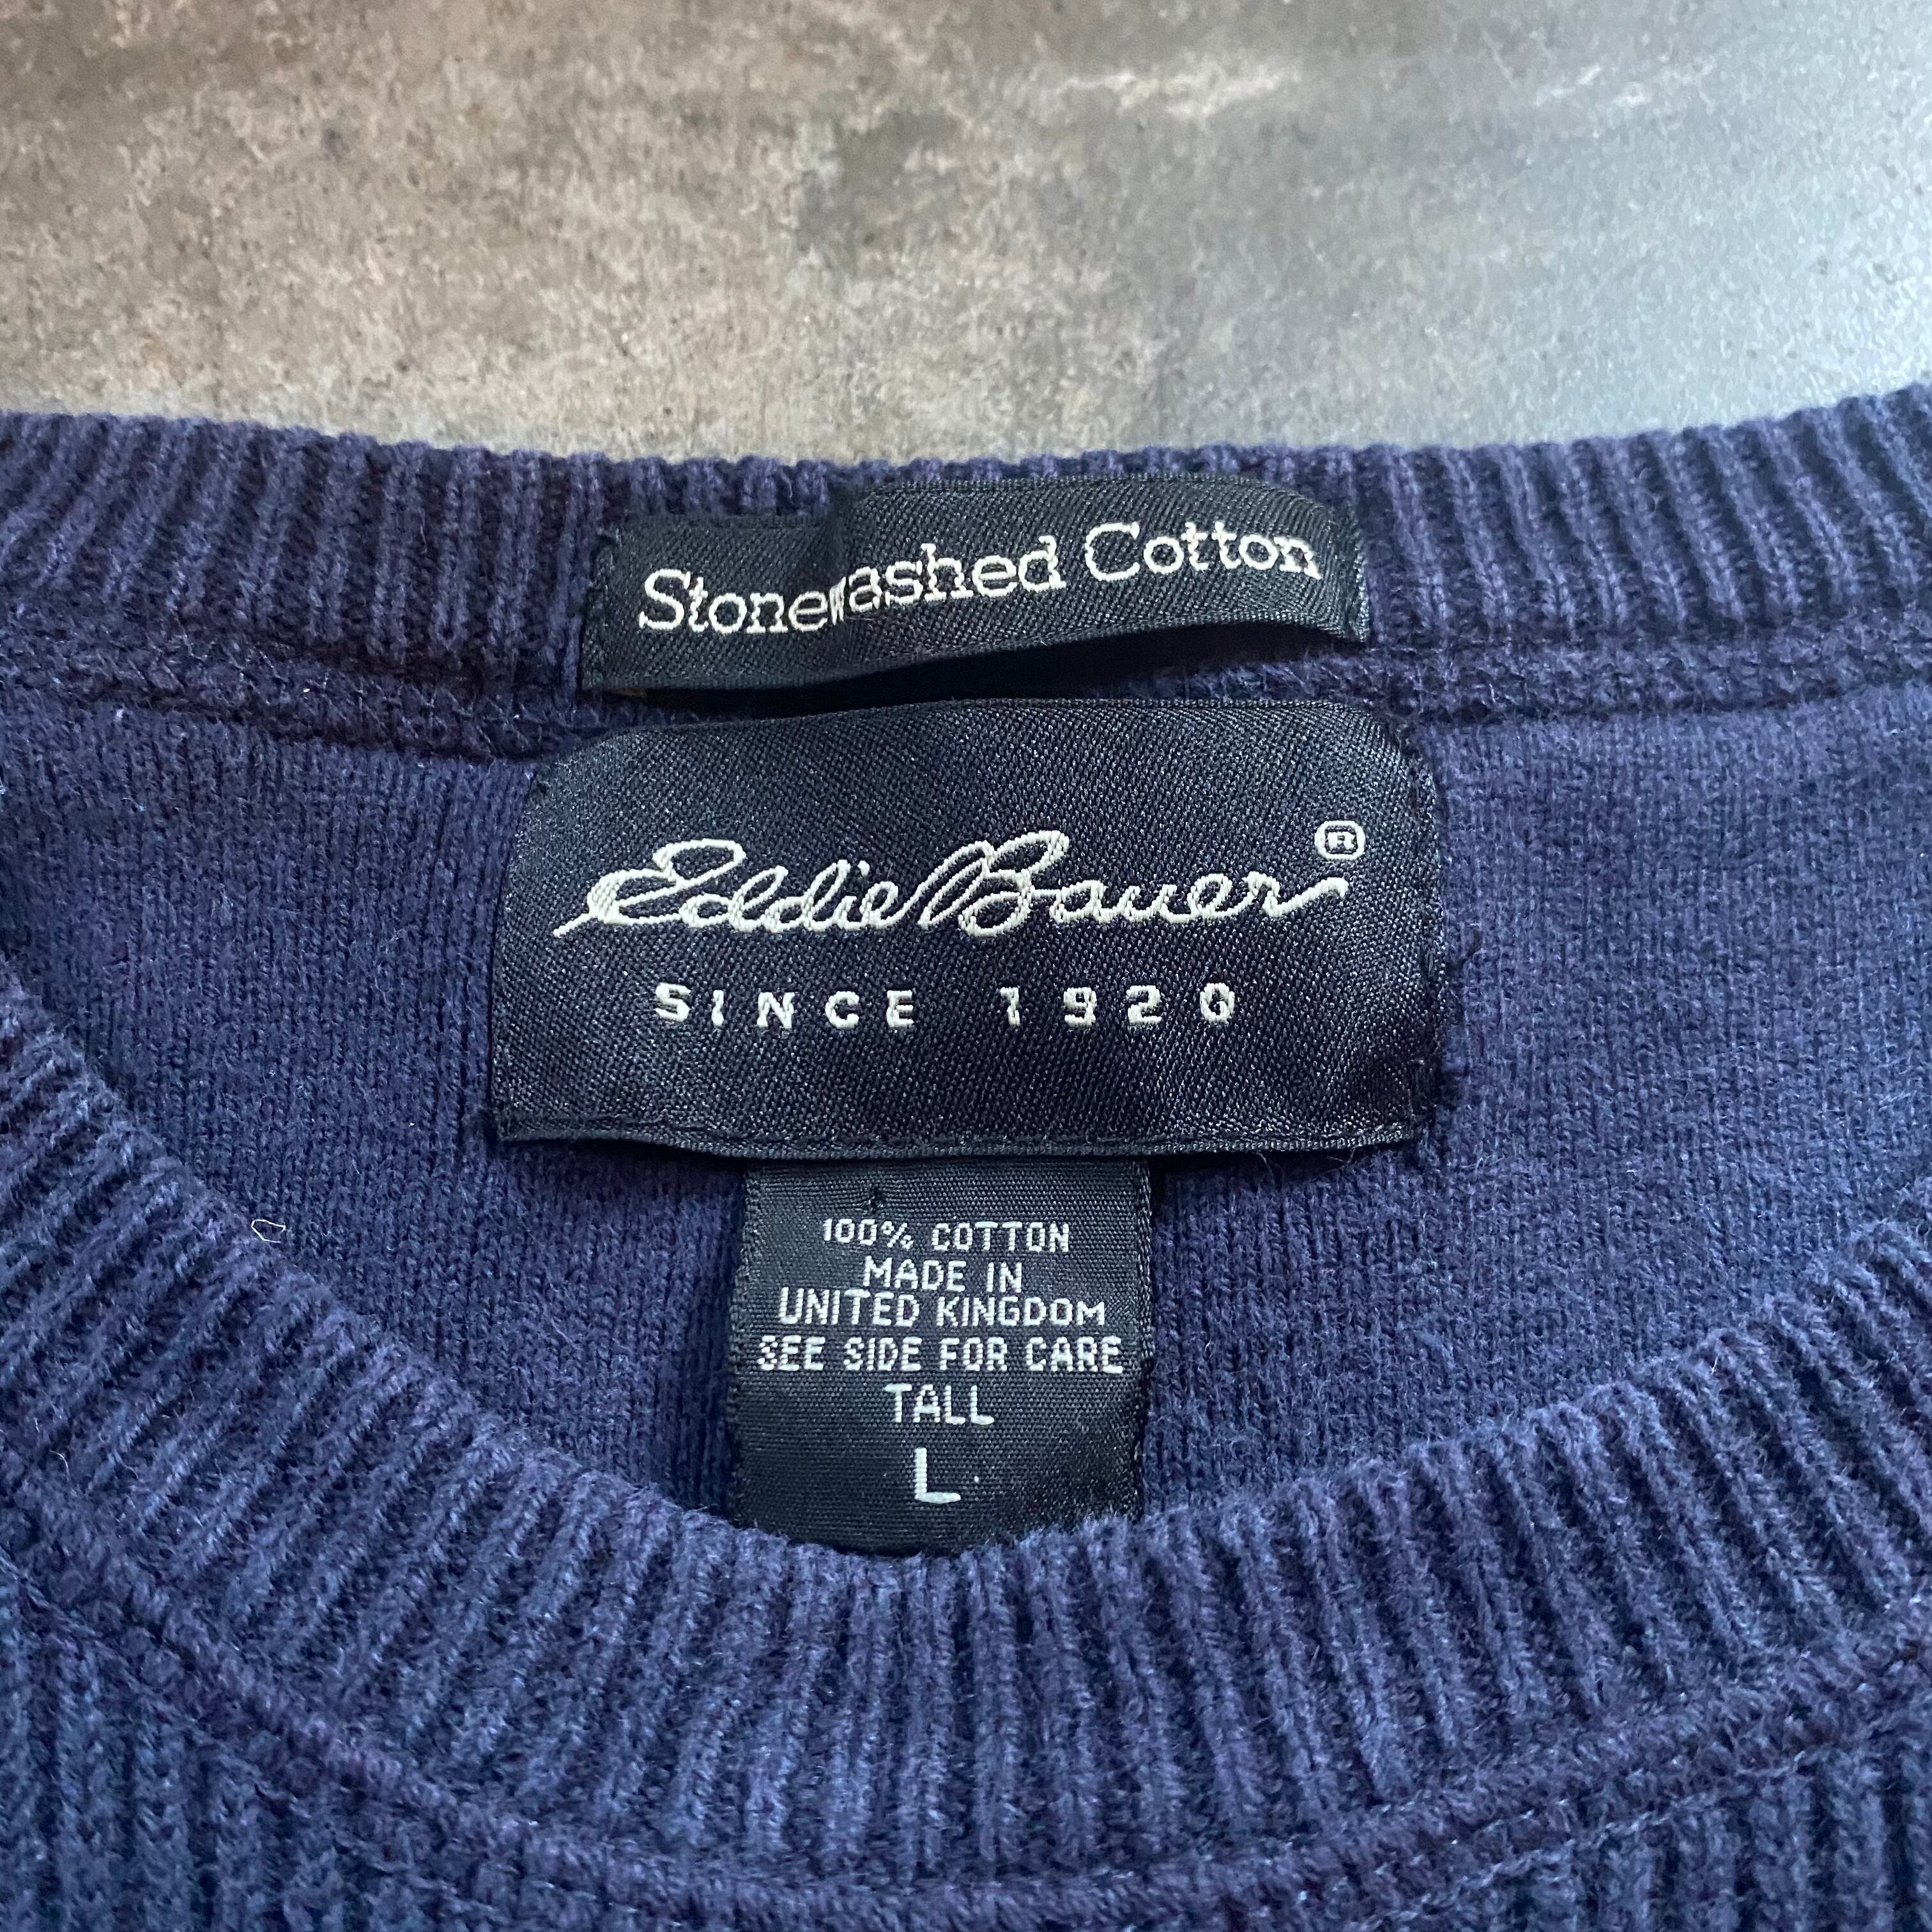 Stonewashed Cotton
Eddie Bauer®
SINCE 1920
100% COTTON
MADE IN
UNITED KINGDOM
SEE SIDE FOR CARE
TALL
L